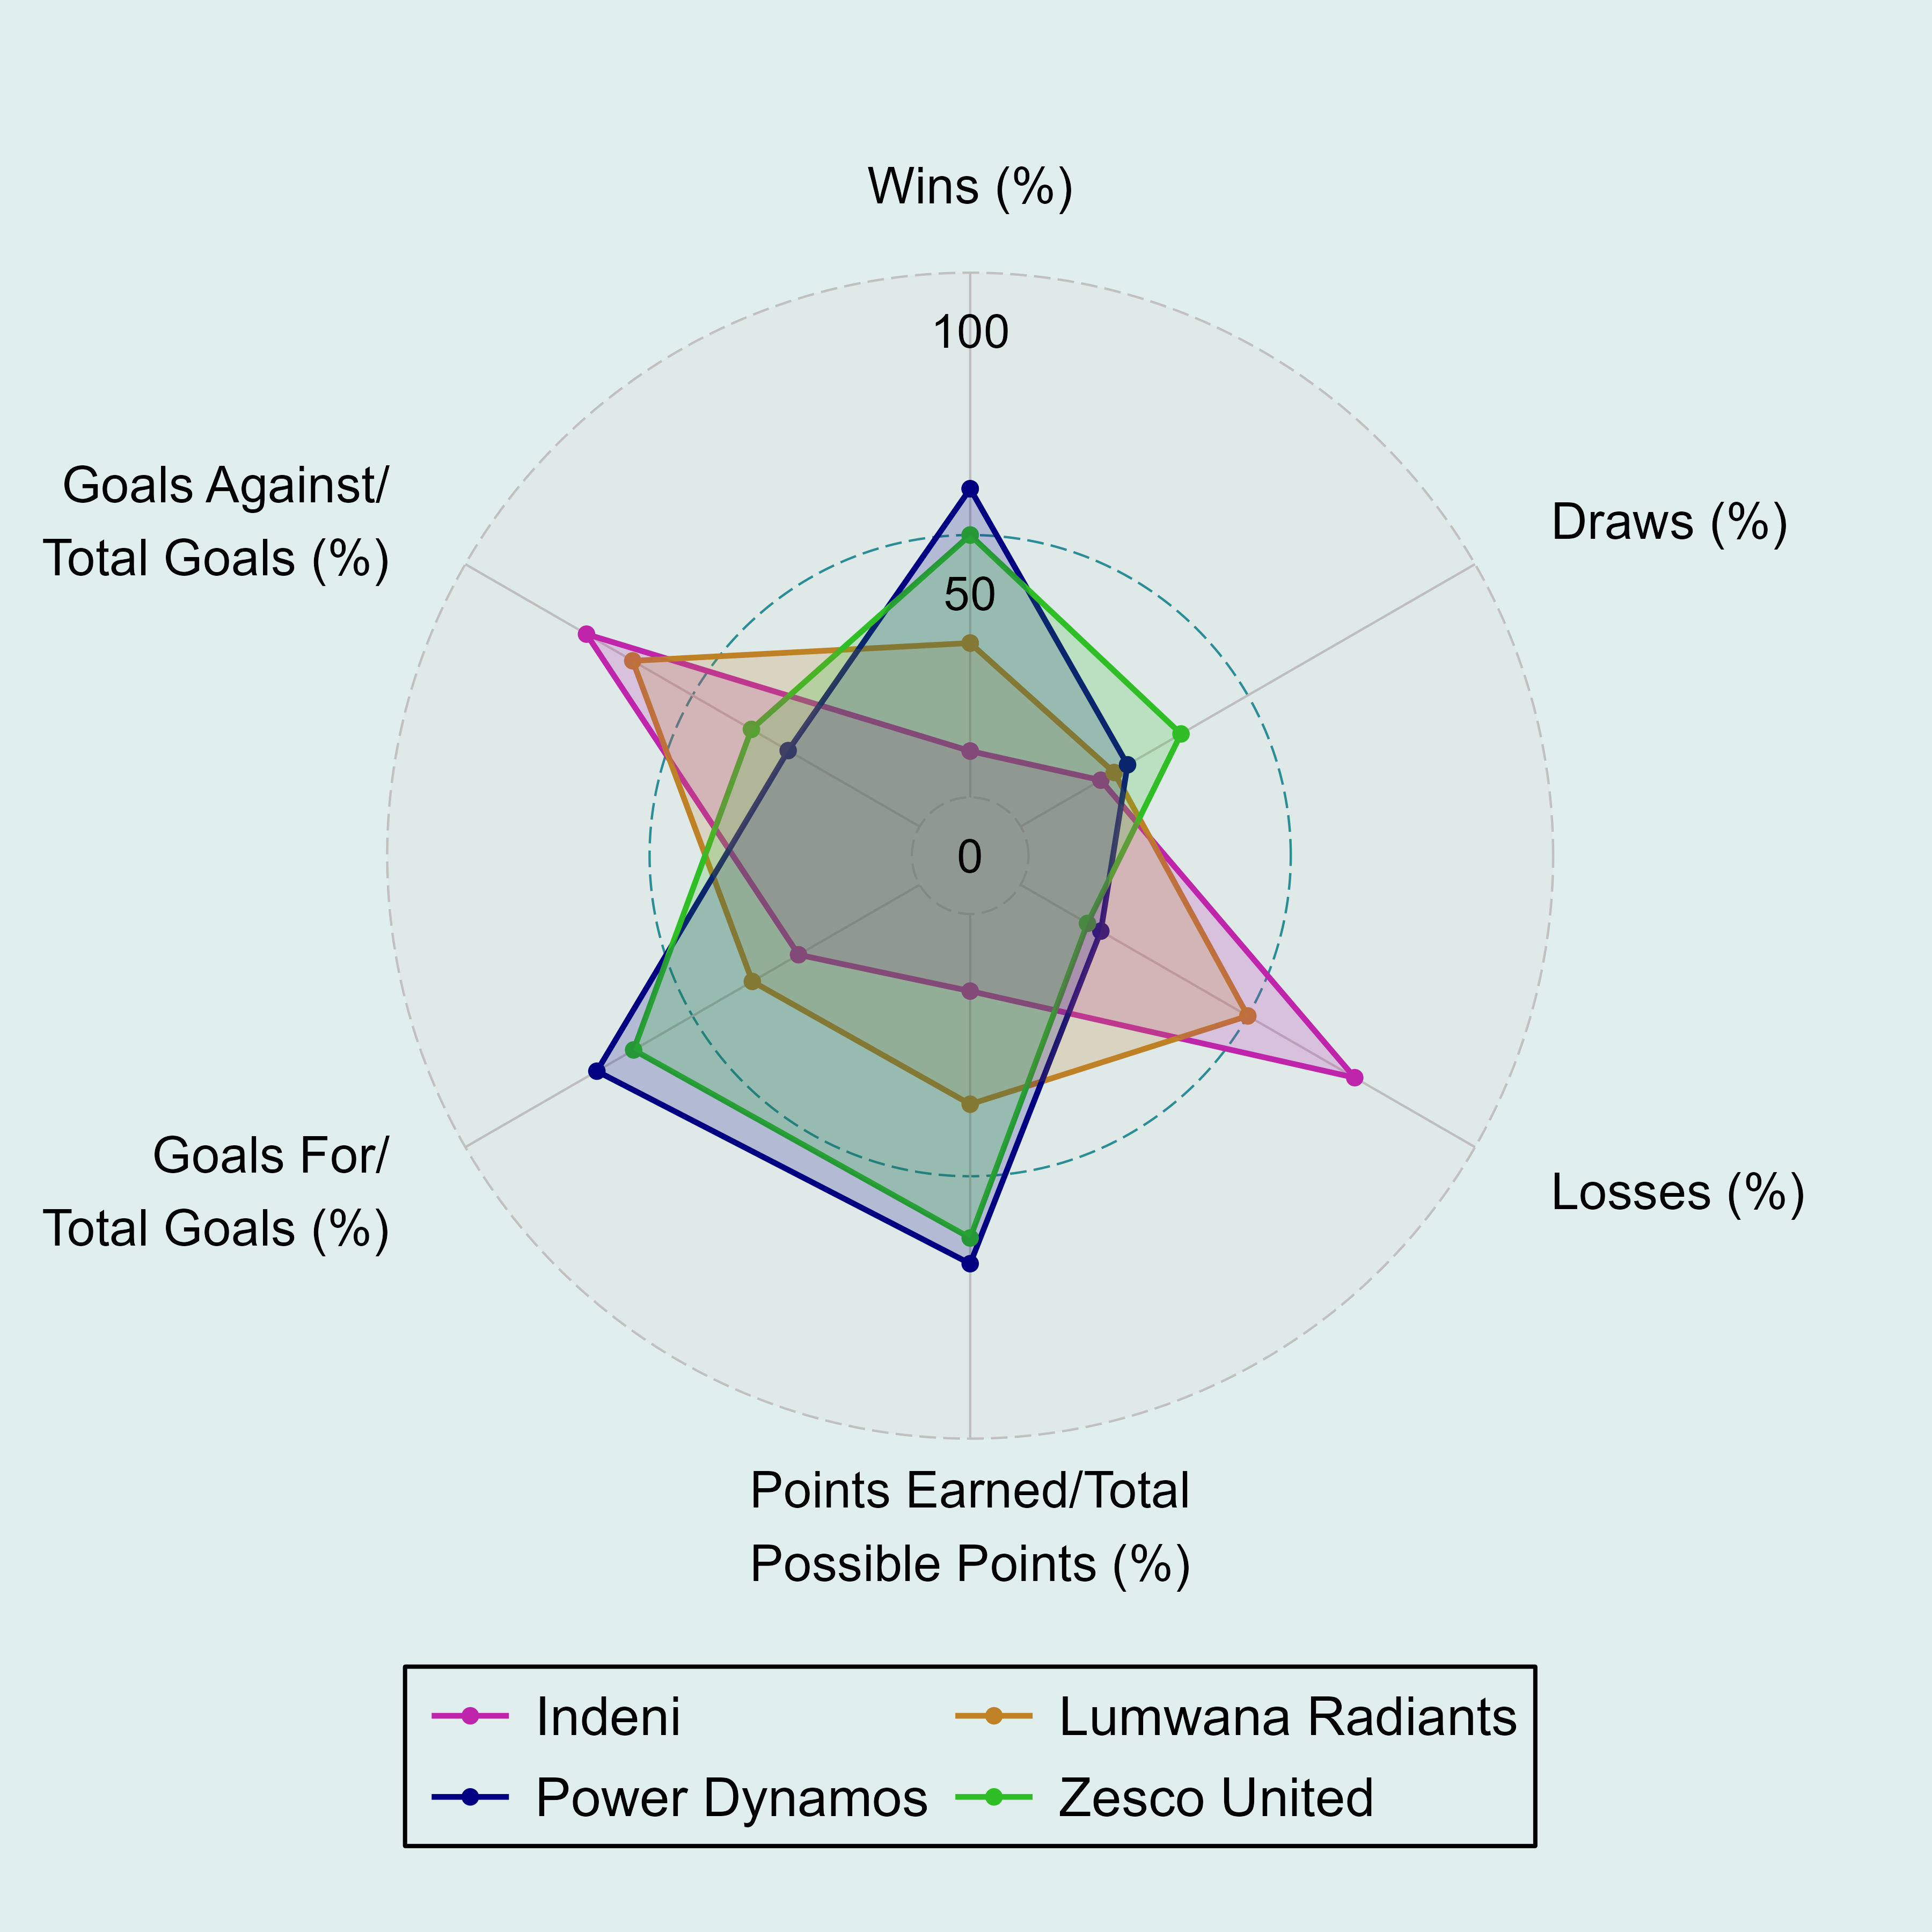 Wins (%)
100
Goals Against/
Total Goals (%)
Draws (%)
50
0
Goals For/
Total Goals (%)
Losses (%)
Points Earned/Total
Possible Points (%)
Indeni
Lumwana Radiants
Power Dynamos
Zesco United